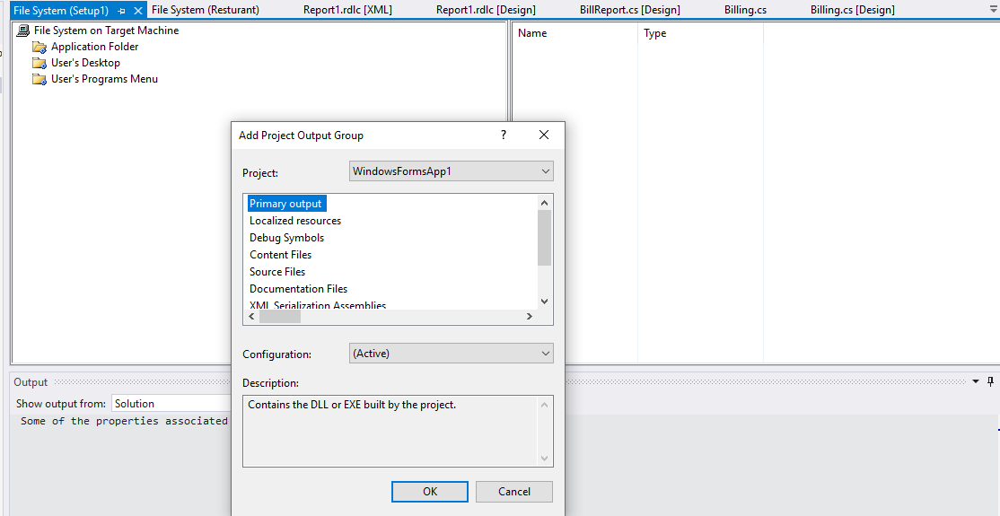 File System (Setup1) File System (Resturant) Report1.rdlc [XML] Report1.rdlc [Design] BillReport.cs [Design] Billing.cs Billing.cs [Design]
File System on Target Machine
Application Folder
User's Desktop
User's Programs Menu
Name Type
Add Project Output Group ?
Project: WindowsFormsApp1
Primary output
Localized resources
Debug Symbols
Content Files
Source Files
Documentation Files
XML Serialization Assemblies
Configuration: (Active)
Description:
Contains the DLL or EXE built by the project.
OK Cancel
Output
Show output from: Solution
Some of the properties associated